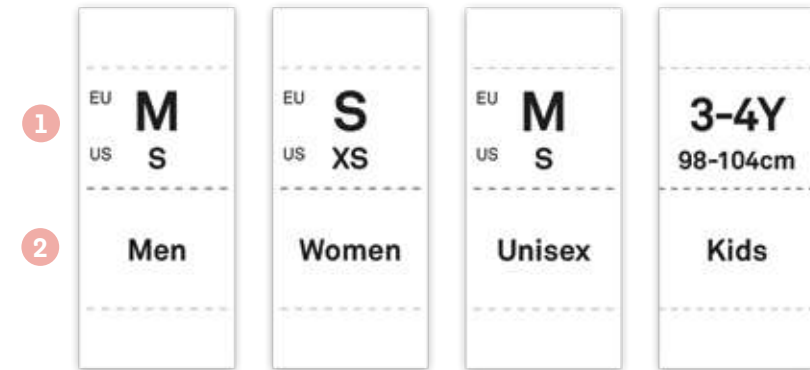 1
EU M
US S
2
Men
EU S
US XS
Women
EU M
US S
Unisex
3-4Y
98-104cm
Kids